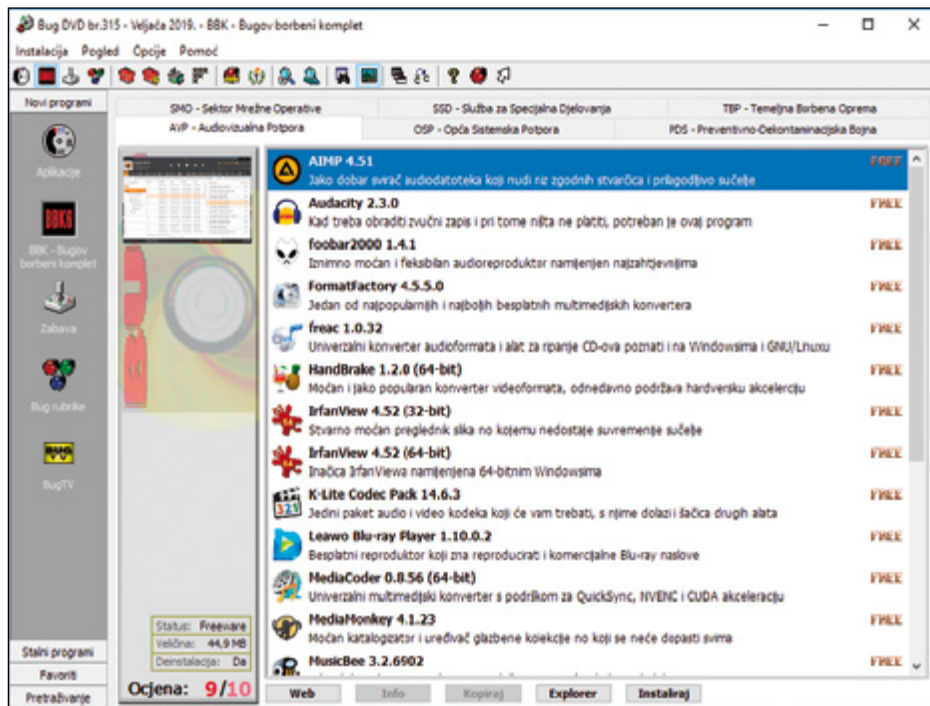 Bug DVD br.315 - Veljača 2019. - BBK - Bugov borbeni komplet
Instalacija Pogled Opcije Pomoć
Novi programi
Aplikacije
BBK - Bugov
borbeni komplet
Zabava
Bug rubrike
BugTV
Stalni programi
Favoriti
Pretraživanje
SMO - Sektor Mrežne Operative
SSD - Služba za Specijalna Djelovanja
TBP - Temeljna Borbena Oprema
AVP - Audiovizualna Potpora
OSP - Opća Sistemska Potpora
PDS - Preventivno-Dekontaminacijska Bojna
Status: Freeware
Veličina: 44,9 MB
Deinstalacija: Da
Ocjena: 9/10
AIMP 4.51 FREE
Jako dobar svirač audiodatoteka koji nudi niz zgodnih stvarčica i prilagodljivo sučelje
Audacity 2.3.0 FREE
Kad treba obraditi zvučni zapis i pri tome ništa ne platiti, potreban je ovaj program
foobar2000 1.4.1 FREE
Iznimno moćan i fleksibilan audioreproduktor namijenjen najzahtjevnijima
FormatFactory 4.5.5.0 FREE
Jedan od najpopularnijih i najboljih besplatnih multimedijskih konvertera
freac 1.0.32 FREE
Univerzalni konverter audioformata i alat za ripanje CD-ova poznati i na Windowsima i GNU/Linuxu
HandBrake 1.2.0 (64-bit) FREE
Moćan i jako popularan konverter videoformata, odnedavno podržava hardversku akceleraciju
IrfanView 4.52 (32-bit) FREE
Stvarno moćan preglednik slika no kojemu nedostaje suvremenije sučelje
IrfanView 4.52 (64-bit) FREE
Inačica IrfanViewa namijenjena 64-bitnim Windowsima
K-Lite Codec Pack 14.6.3 FREE
Jedini paket audio i video kodeka koji će vam trebati, s njime dolazi i šačica drugih alata
Leawo Blu-ray Player 1.10.0.2 FREE
Besplatni reproduktor koji zna reproducirati i komercijalne Blu-ray naslove
MediaCoder 0.8.56 (64-bit) FREE
Univerzalni multimedijski konverter s podrškom za QuickSync, NVENC i CUDA akceleraciju
MediaMonkey 4.1.23 FREE
Moćan katalogizator i uređivač glazbene kolekcije no koji se neće dopasti svima
MusicBee 3.2.6902 FREE
Web Info Kopiraj Explorer Instaliraj